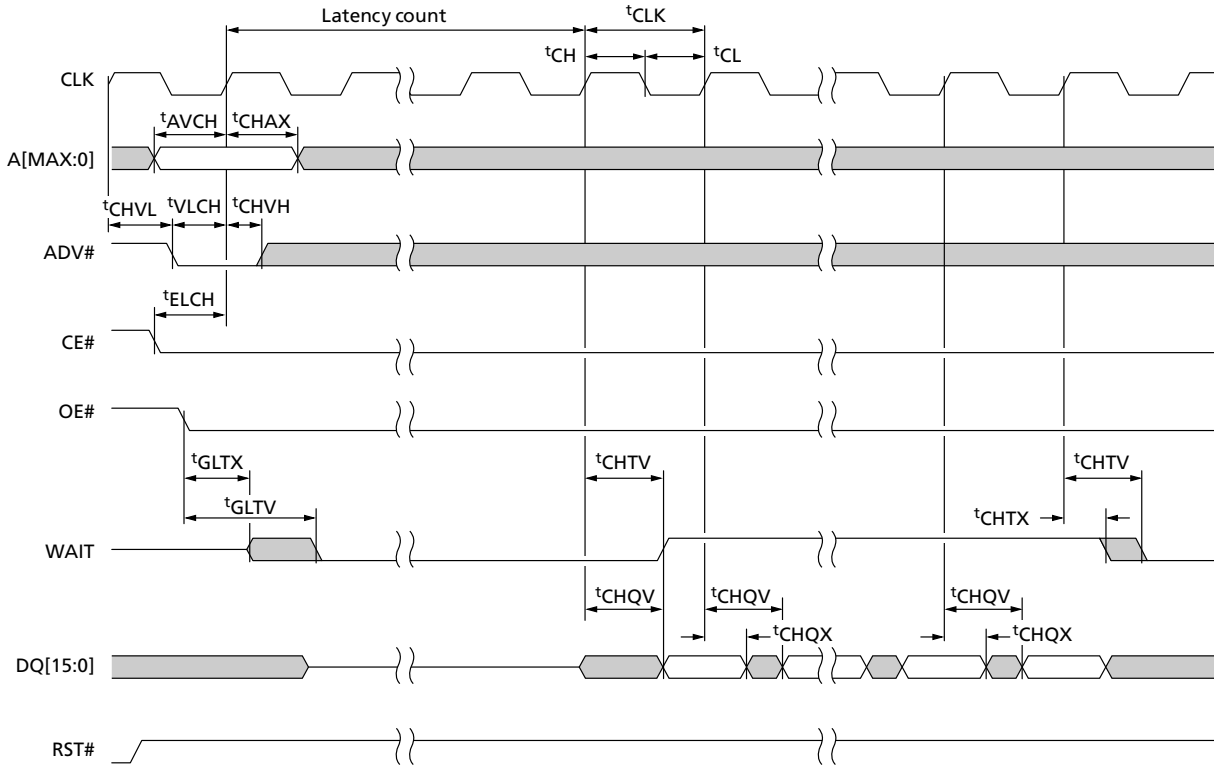 Latency count tCLK
tCH tCL
CLK
tAVCH tCHAX
A[MAX:0]
tCHVL tVLCH tCHVH
ADV#
tELCH
CE#
OE#
tGLTX tCHTV tCHTV
tGLTV
tCHTX
WAIT
tCHQV tCHQV tCHQV
tCHQX tCHQX
DQ[15:0]
RST#